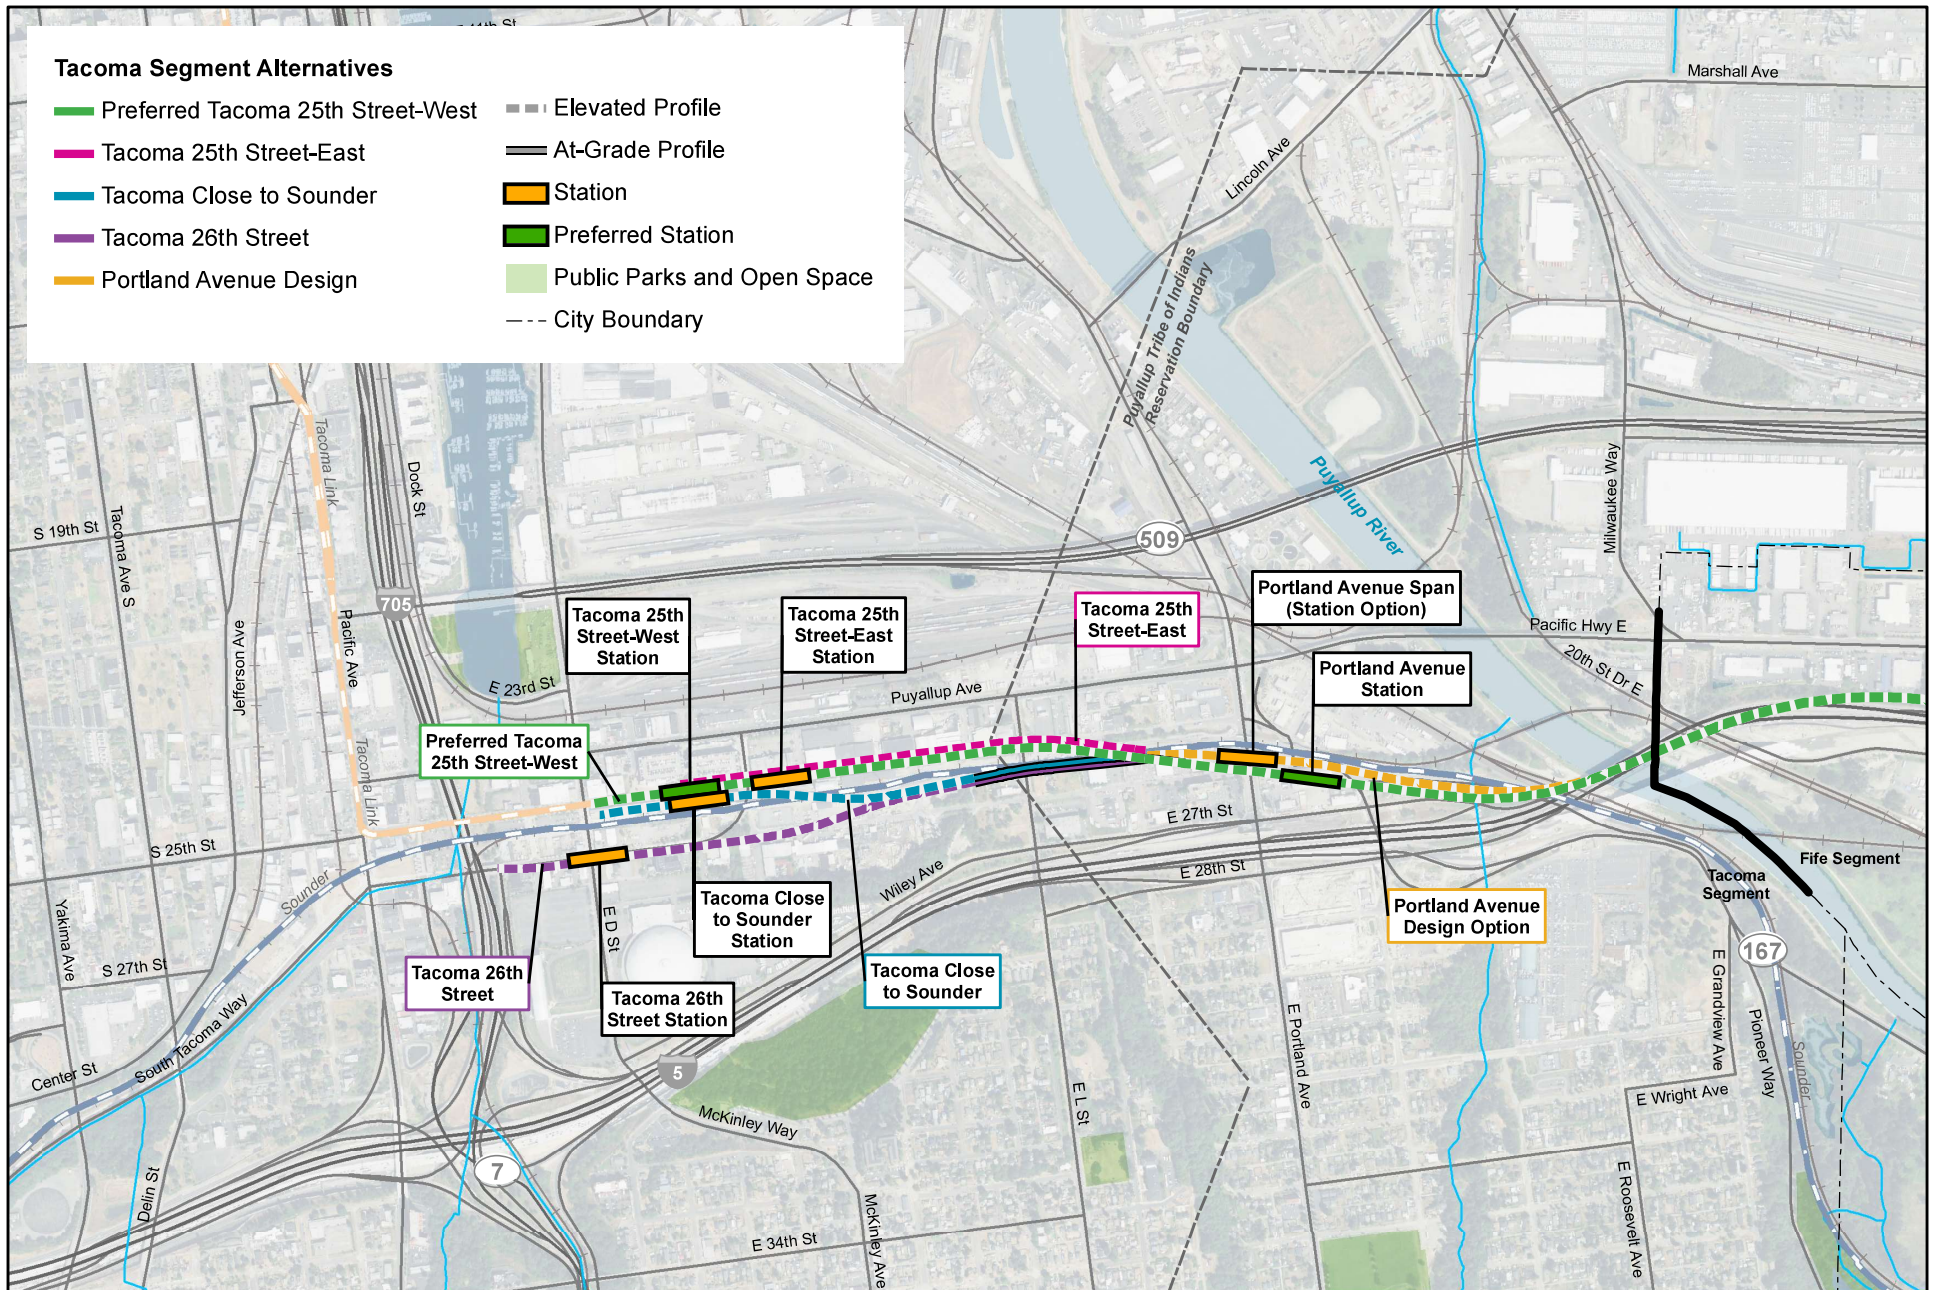 Tacoma Segment Alternatives
Preferred Tacoma 25th Street-West
Tacoma 25th Street-East
Tacoma Close to Sounder
Tacoma 26th Street
Portland Avenue Design
Elevated Profile
At-Grade Profile
Station
Preferred Station
Public Parks and Open Space
City Boundary
Marshall Ave
Lincoln Ave
Puyallup Tribe of Indians
Reservation Boundary
Puyallup River
Milwaukee Way
Tacoma Link
Dock St
S 19th St
Tacoma Ave S
509
705
Pacific Ave
Jefferson Ave
Tacoma 25th
Street-West
Station
Tacoma 25th
Street-East
Station
Tacoma 25th
Street-East
Portland Avenue Span
(Station Option)
Pacific Hwy E
20th St Dr E
Portland Avenue
Station
E 23rd St
Puyallup Ave
Preferred Tacoma
25th Street-West
Tacoma Link
S 25th St
Sounder
E 27th St
E 28th St
Wiley Ave
Fife Segment
Tacoma
Segment
Yakima Ave
E D St
Tacoma Close
to Sounder
Station
Portland Avenue
Design Option
S 27th St
Tacoma 26th
Street
Tacoma 26th
Street Station
Tacoma Close
to Sounder
167
E Grandview Ave
Pioneer Way
Sounder
South Tacoma Way
Center St
5
McKinley Way
E L St
E Portland Ave
E Wright Ave
7
Delin St
McKinley Ave
E 34th St
E Roosevelt Ave